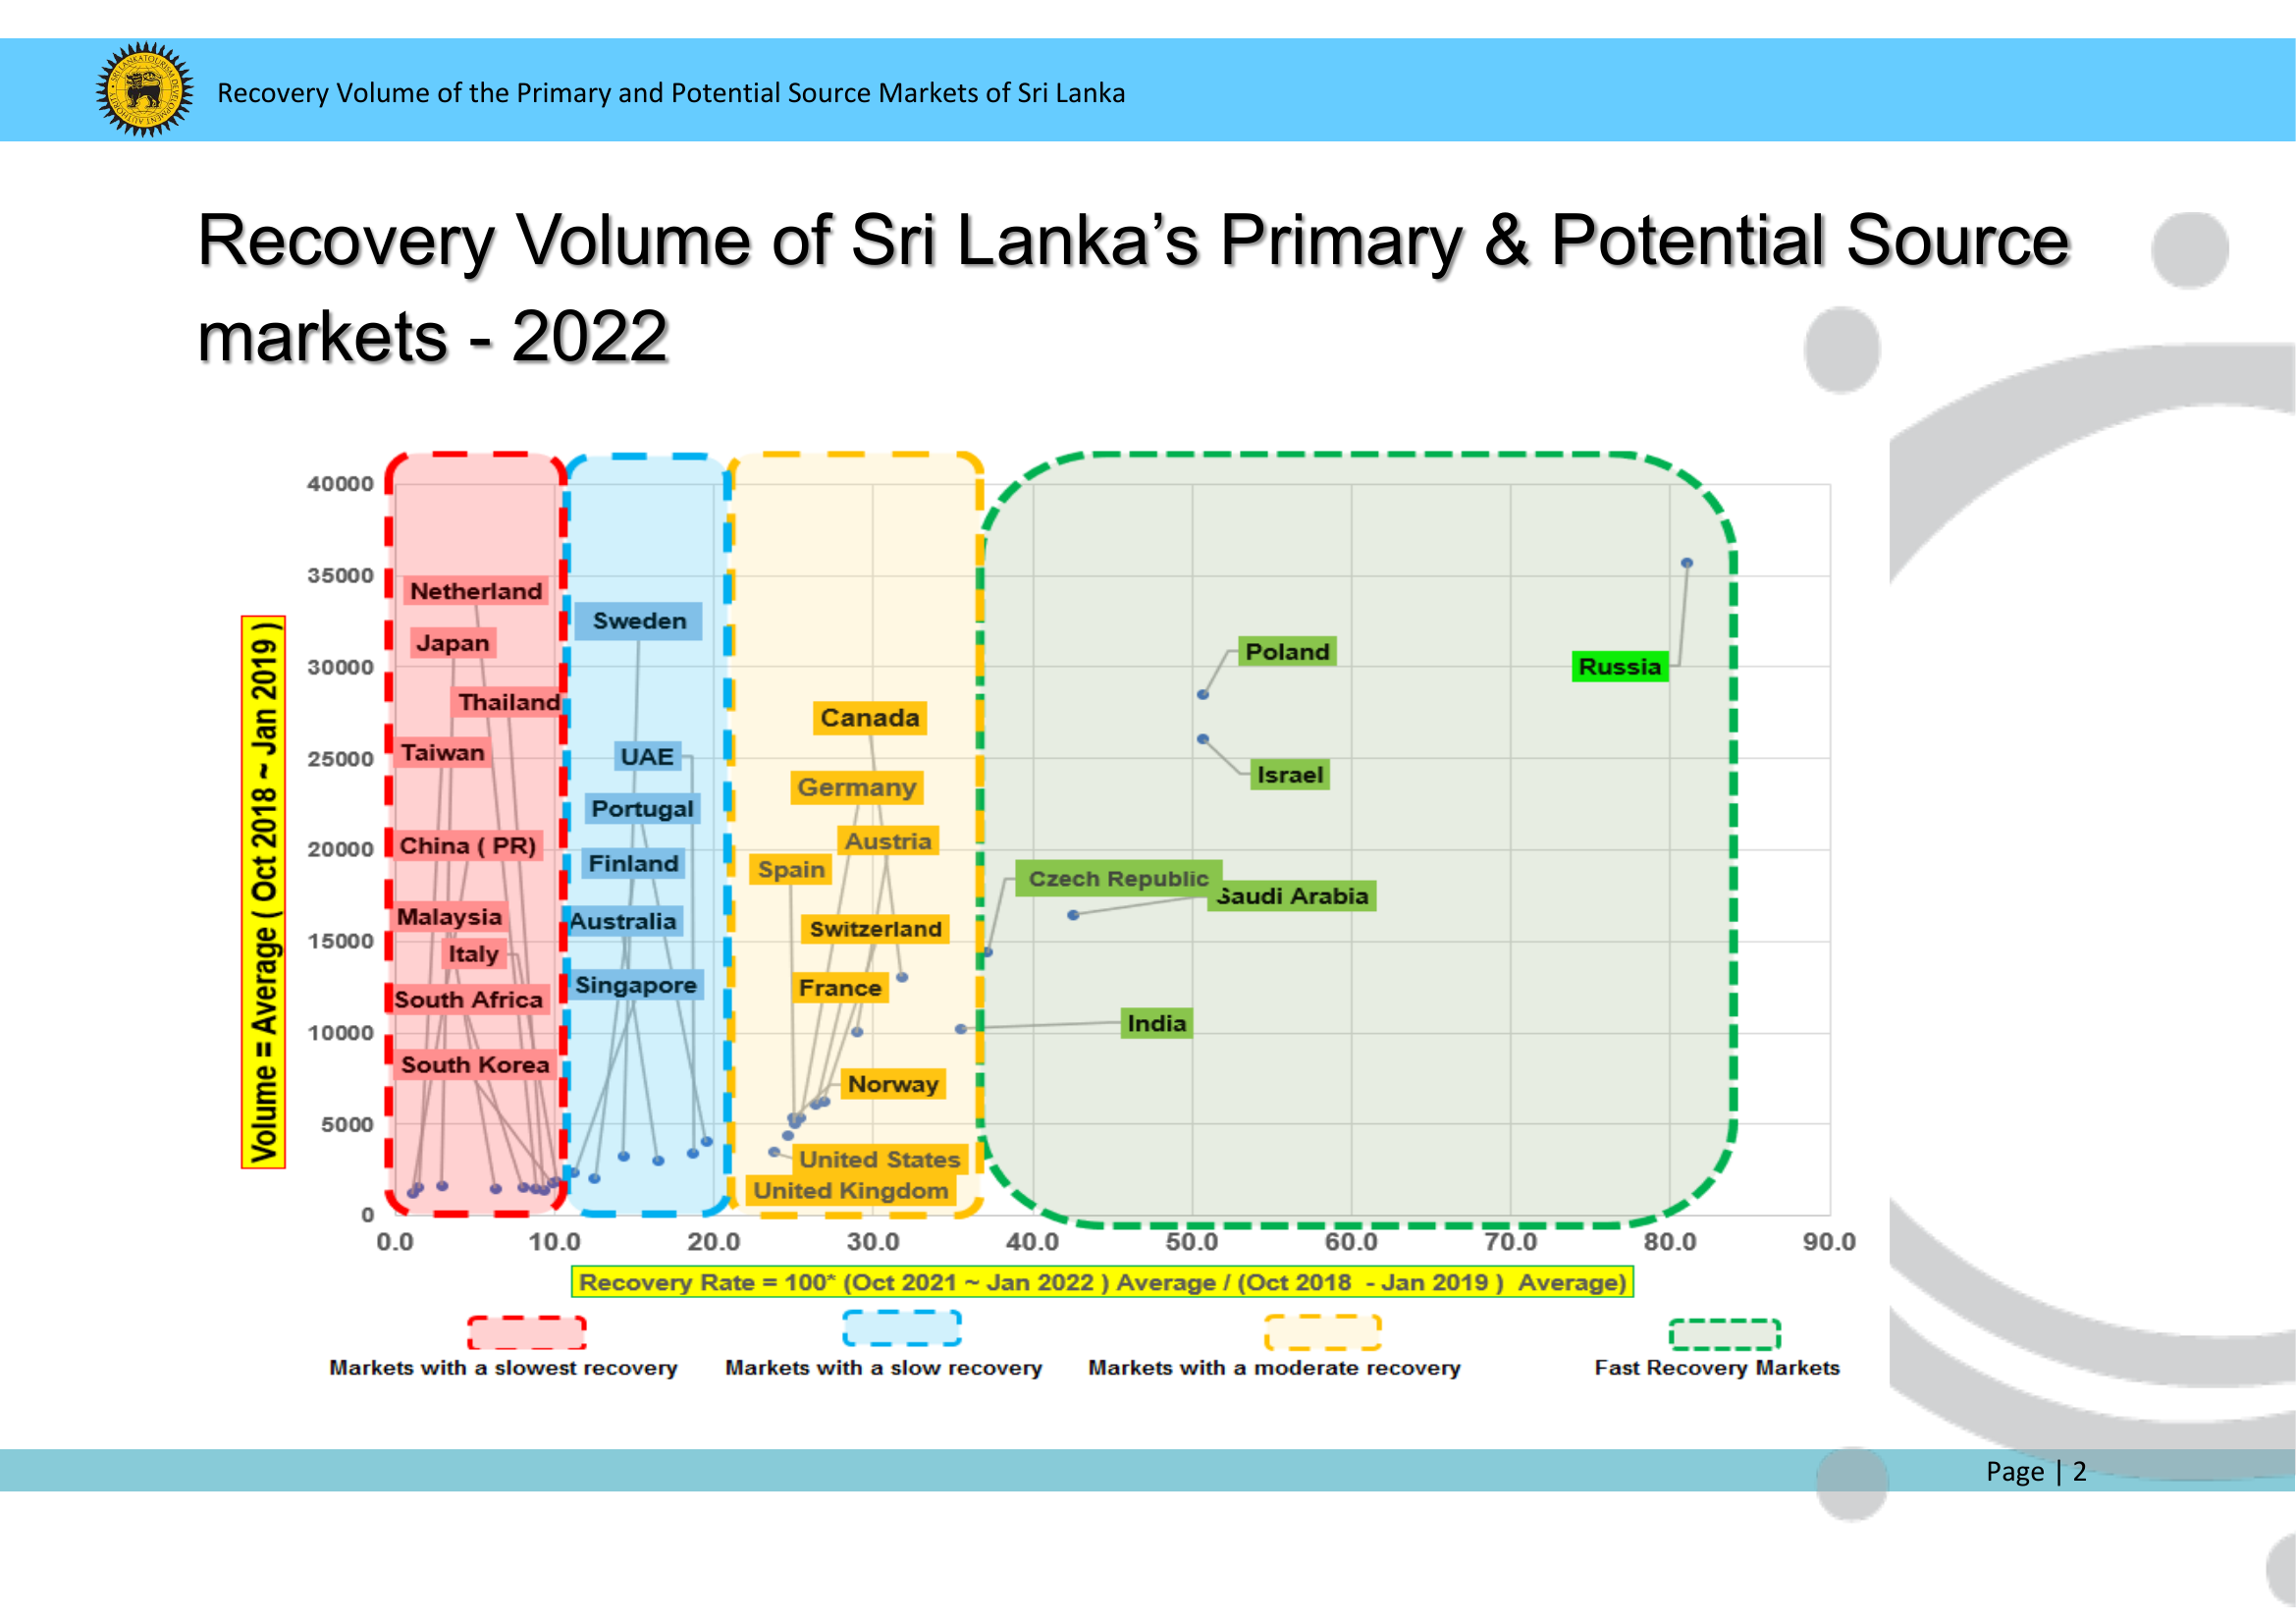 Recovery Volume of the Primary and Potential Source Markets of Sri Lanka
Recovery Volume of Sri Lanka’s Primary & Potential Source
markets - 2022
Volume = Average ( Oct 2018 ~ Jan 2019 )
40000
35000
30000
25000
20000
15000
10000
5000
0
Netherland
Japan
Thailand
Taiwan
China ( PR)
Malaysia
Italy
South Africa
South Korea
Sweden
UAE
Portugal
Finland
Australia
Singapore
Canada
Germany
Austria
Spain
Switzerland
France
Norway
United States
United Kingdom
Poland
Russia
Israel
Czech Republic
Saudi Arabia
India
0.0 10.0 20.0 30.0 40.0 50.0 60.0 70.0 80.0 90.0
Recovery Rate = 100* (Oct 2021 ~ Jan 2022 ) Average / (Oct 2018 - Jan 2019 ) Average)
Markets with a slowest recovery
Markets with a slow recovery
Markets with a moderate recovery
Fast Recovery Markets
Page | 2